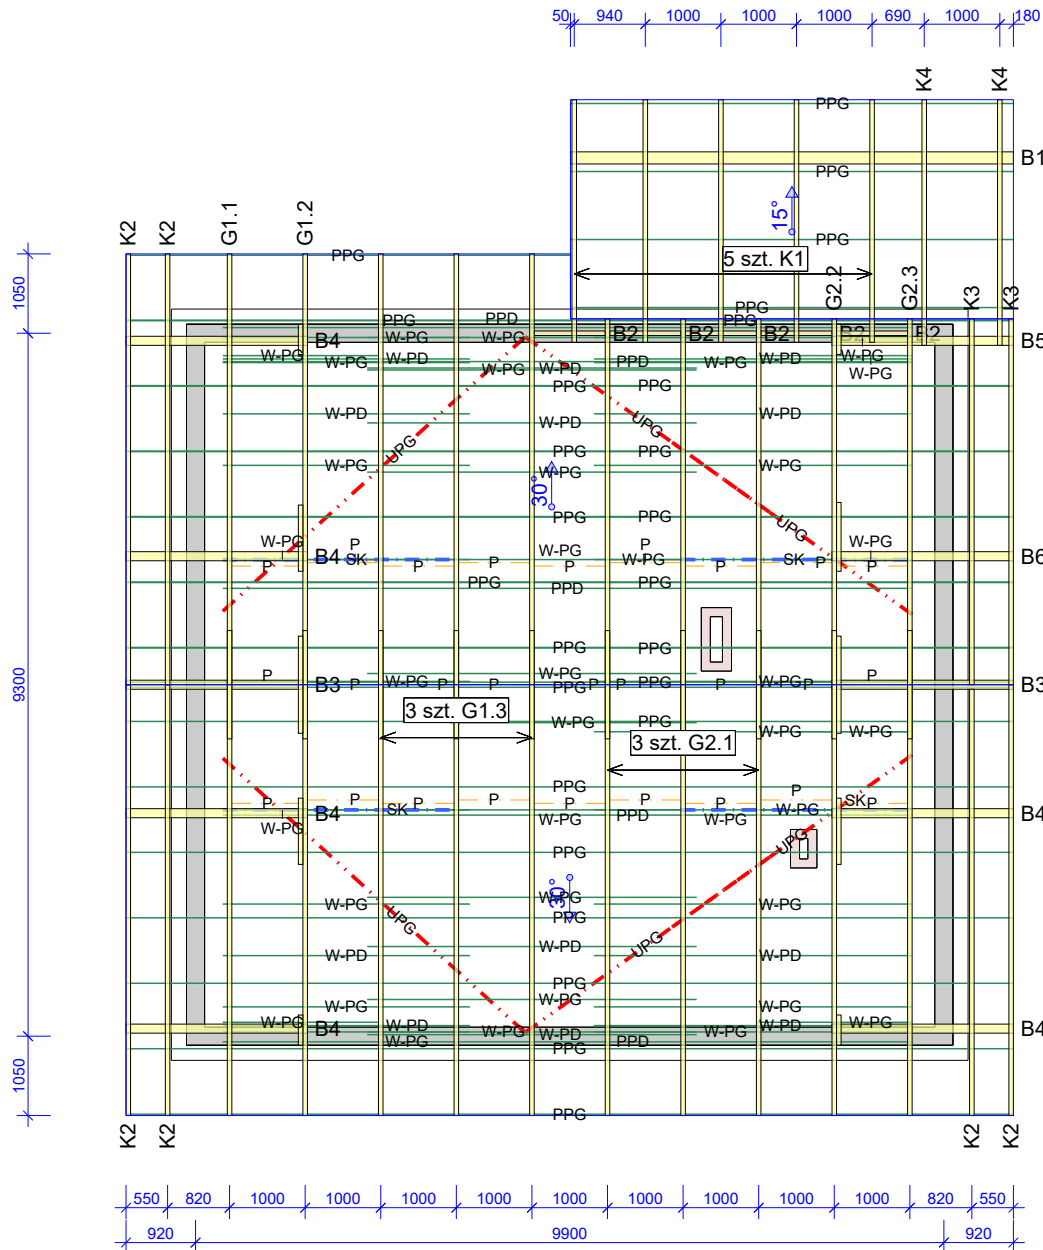 50 940 1000 1000 1000 690 1000 180
K4 K4
PPG
B1
PPG
15°
K2 K2 G1.1 G1.2
PPG
PPG
5 szt. K1
G2.2 G2.3 K3 K3
1050
PPG
PPG PPD PPG
B4 W-PG W-PG B2 B2 B2 B2 B2 B5
W-PG W-PG W-PD W-PG W-PD PPD W-PG W-PD W-PG
W-PG
PPG PPG
W-PD W-PD UPG W-PD
UPG PPG PPG
W-PG W-PG W-PG
30°
PPG PPG UPG
W-PG P W-PG P W-PG
B4 SK W-PG SK B6
P P P P P P P
PPG PPD PPG
9300
PPG PPG
P W-PG P
B3 P W-PG P P PPG P P PPG P W-PG P B3
3 szt. G1.3 W-PG PPG
W-PG W-PG
3 szt. G2.1
PPG P
P P P P P P P SK P
B4 SK W-PG PPD W-PG W-PG B4
W-PG
PPG UPG
30° W-PG
W-PG W-PG
UPG PPG UPG
W-PD W-PD W-PD
PPG
W-PG W-PG W-PG
W-PG B4 W-PD W-PG W-PD W-PG W-PD W-PG B4
W-PG PPD
PPG
1050
PPG
K2 K2 K2 K2
550 820 1000 1000 1000 1000 1000 1000 1000 1000 1000 820 550
920 9900 920